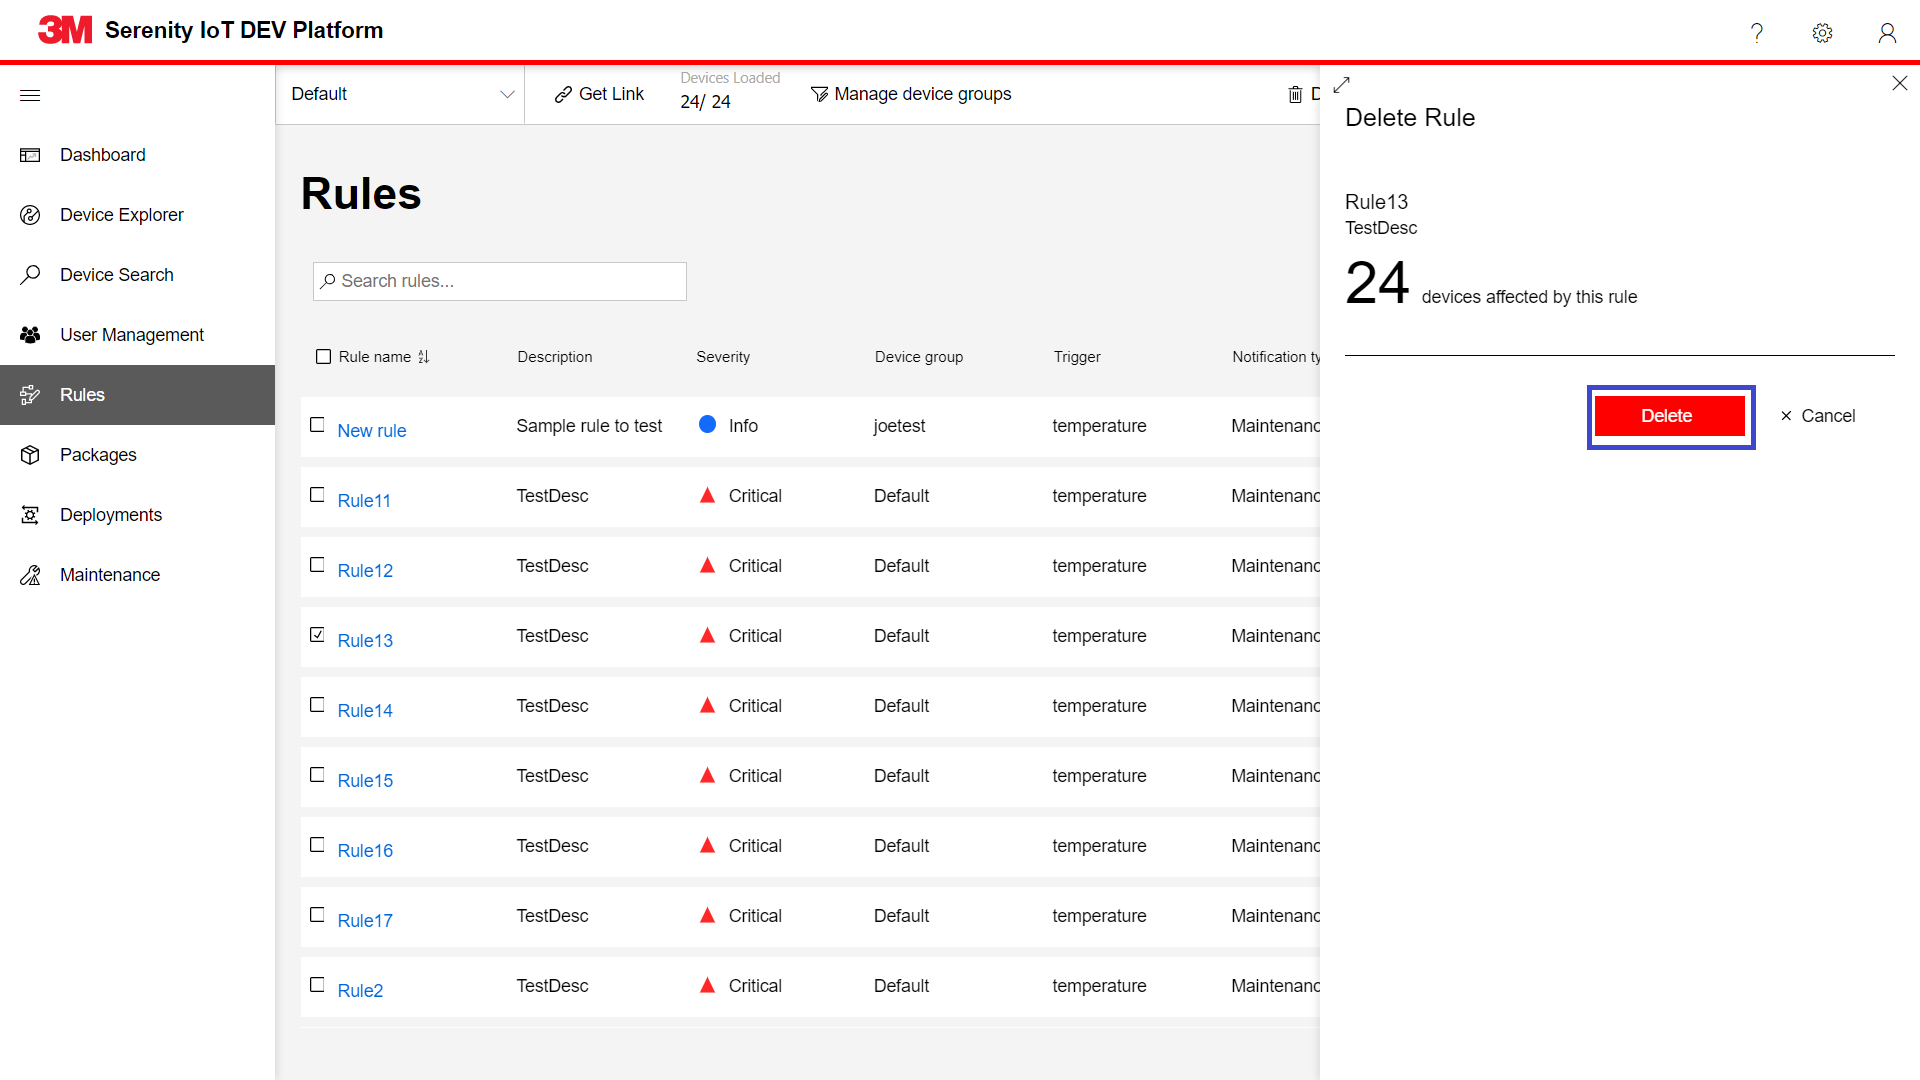 3M Serenity IoT DEV Platform
?
Default
Get Link
Devices Loaded
24/ 24
Manage device groups
D
Dashboard
Device Explorer
Device Search
User Management
Rules
Packages
Deployments
Maintenance
Rules
Search rules...
Rule name Description Severity Device group Trigger Notification ty
New rule Sample rule to test Info joetest temperature Maintenanc
Rule11 TestDesc Critical Default temperature Maintenanc
Rule12 TestDesc Critical Default temperature Maintenanc
Rule13 TestDesc Critical Default temperature Maintenanc
Rule14 TestDesc Critical Default temperature Maintenanc
Rule15 TestDesc Critical Default temperature Maintenanc
Rule16 TestDesc Critical Default temperature Maintenanc
Rule17 TestDesc Critical Default temperature Maintenanc
Rule2 TestDesc Critical Default temperature Maintenanc
Delete Rule
Rule13
TestDesc
24 devices affected by this rule
Delete
Cancel